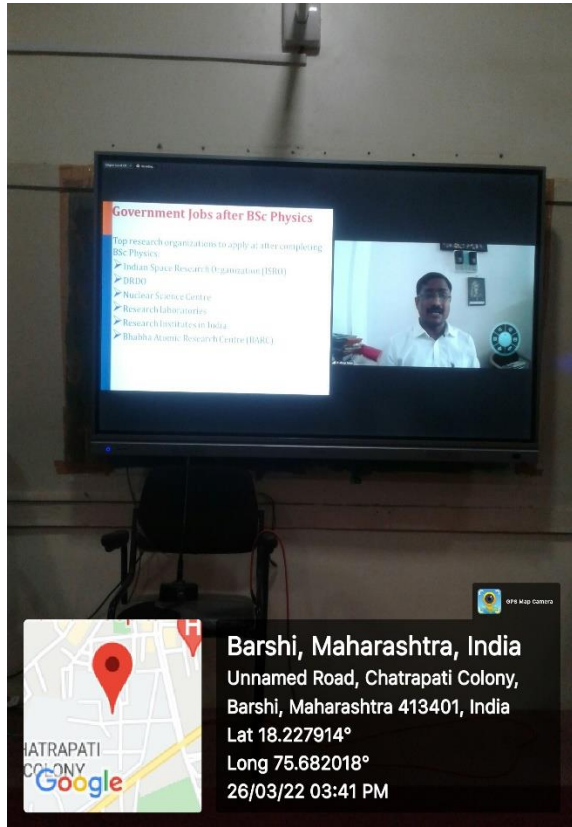 Government Jobs after BSc Physics
Top research organizations to apply at after completing
BSc Physics:
Indian Space Research Organization (ISRO)
DRDO
Nuclear Science Centre
Research laboratories
Research Institutes in India
Bhabha Atomic Research Centre (BARC)
GPS Map Camera
H
HATRAPATI
COLONY
Google
Barshi, Maharashtra, India
Unnamed Road, Chatrapati Colony,
Barshi, Maharashtra 413401, India
Lat 18.227914°
Long 75.682018°
26/03/22 03:41 PM